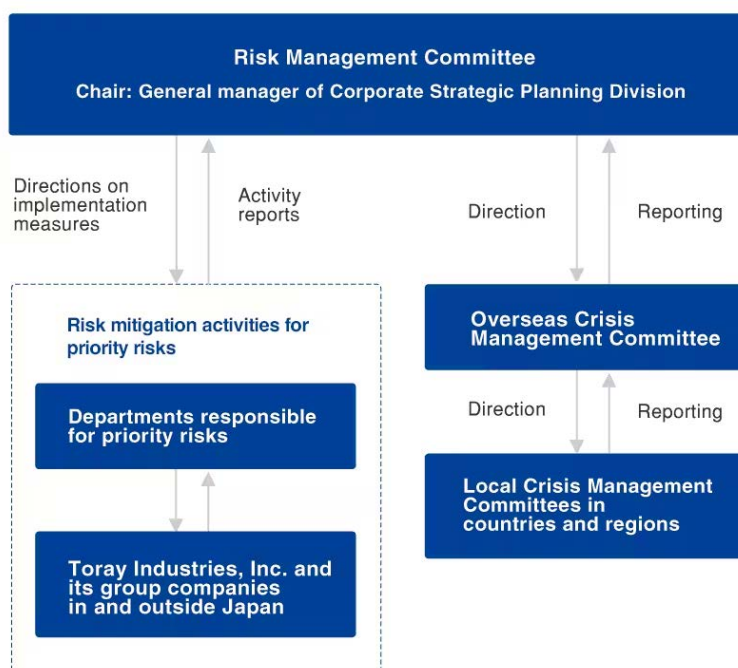 Risk Management Committee
Chair: General manager of Corporate Strategic Planning Division
Directions on
implementation
measures
Activity
reports
Direction
Reporting
Risk mitigation activities for
priority risks
Departments responsible
for priority risks
Toray Industries, Inc. and
its group companies
in and outside Japan
Overseas Crisis
Management Committee
Direction
Reporting
Local Crisis Management
Committees in
countries and regions